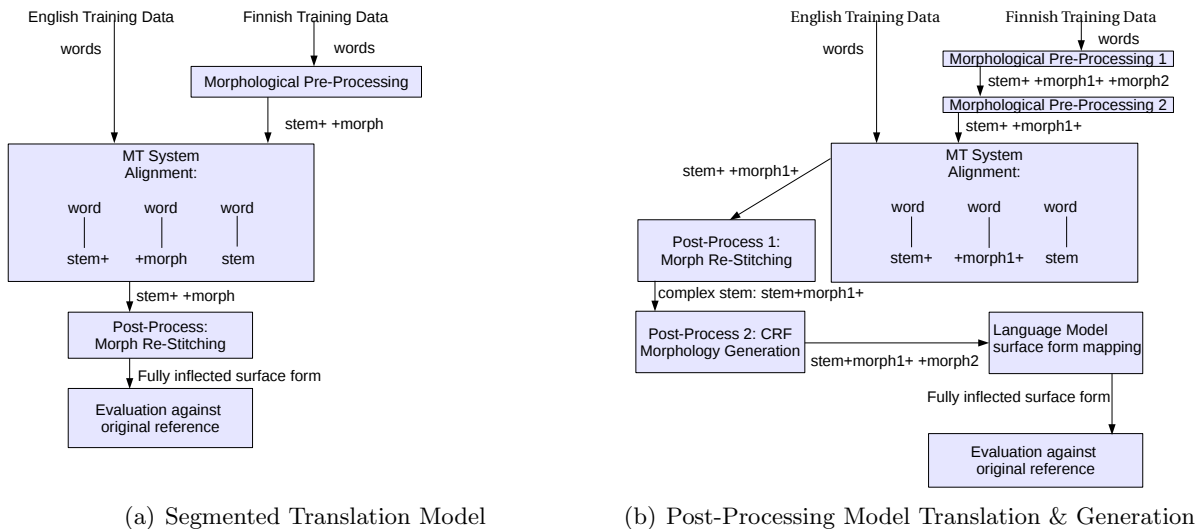 English Training Data
Finnish Training Data
words
words
Morphological Pre-Processing
stem+ +morph
MT System
Alignment:
word word word
stem+ +morph stem
stem+ +morph
Post-Process:
Morph Re-Stitching
Fully inflected surface form
Evaluation against
original reference
(a) Segmented Translation Model
English Training Data
Finnish Training Data
words
words
Morphological Pre-Processing 1
stem+ +morph1+ +morph2
Morphological Pre-Processing 2
stem+ +morph1+
MT System
Alignment:
word word word
stem+ +morph1+ stem
stem+ +morph1+
Post-Process 1:
Morph Re-Stitching
complex stem: stem+morph1+
Post-Process 2: CRF
Morphology Generation
stem+morph1+ +morph2
Language Model
surface form mapping
Fully inflected surface form
Evaluation against
original reference
(b) Post-Processing Model Translation & Generation